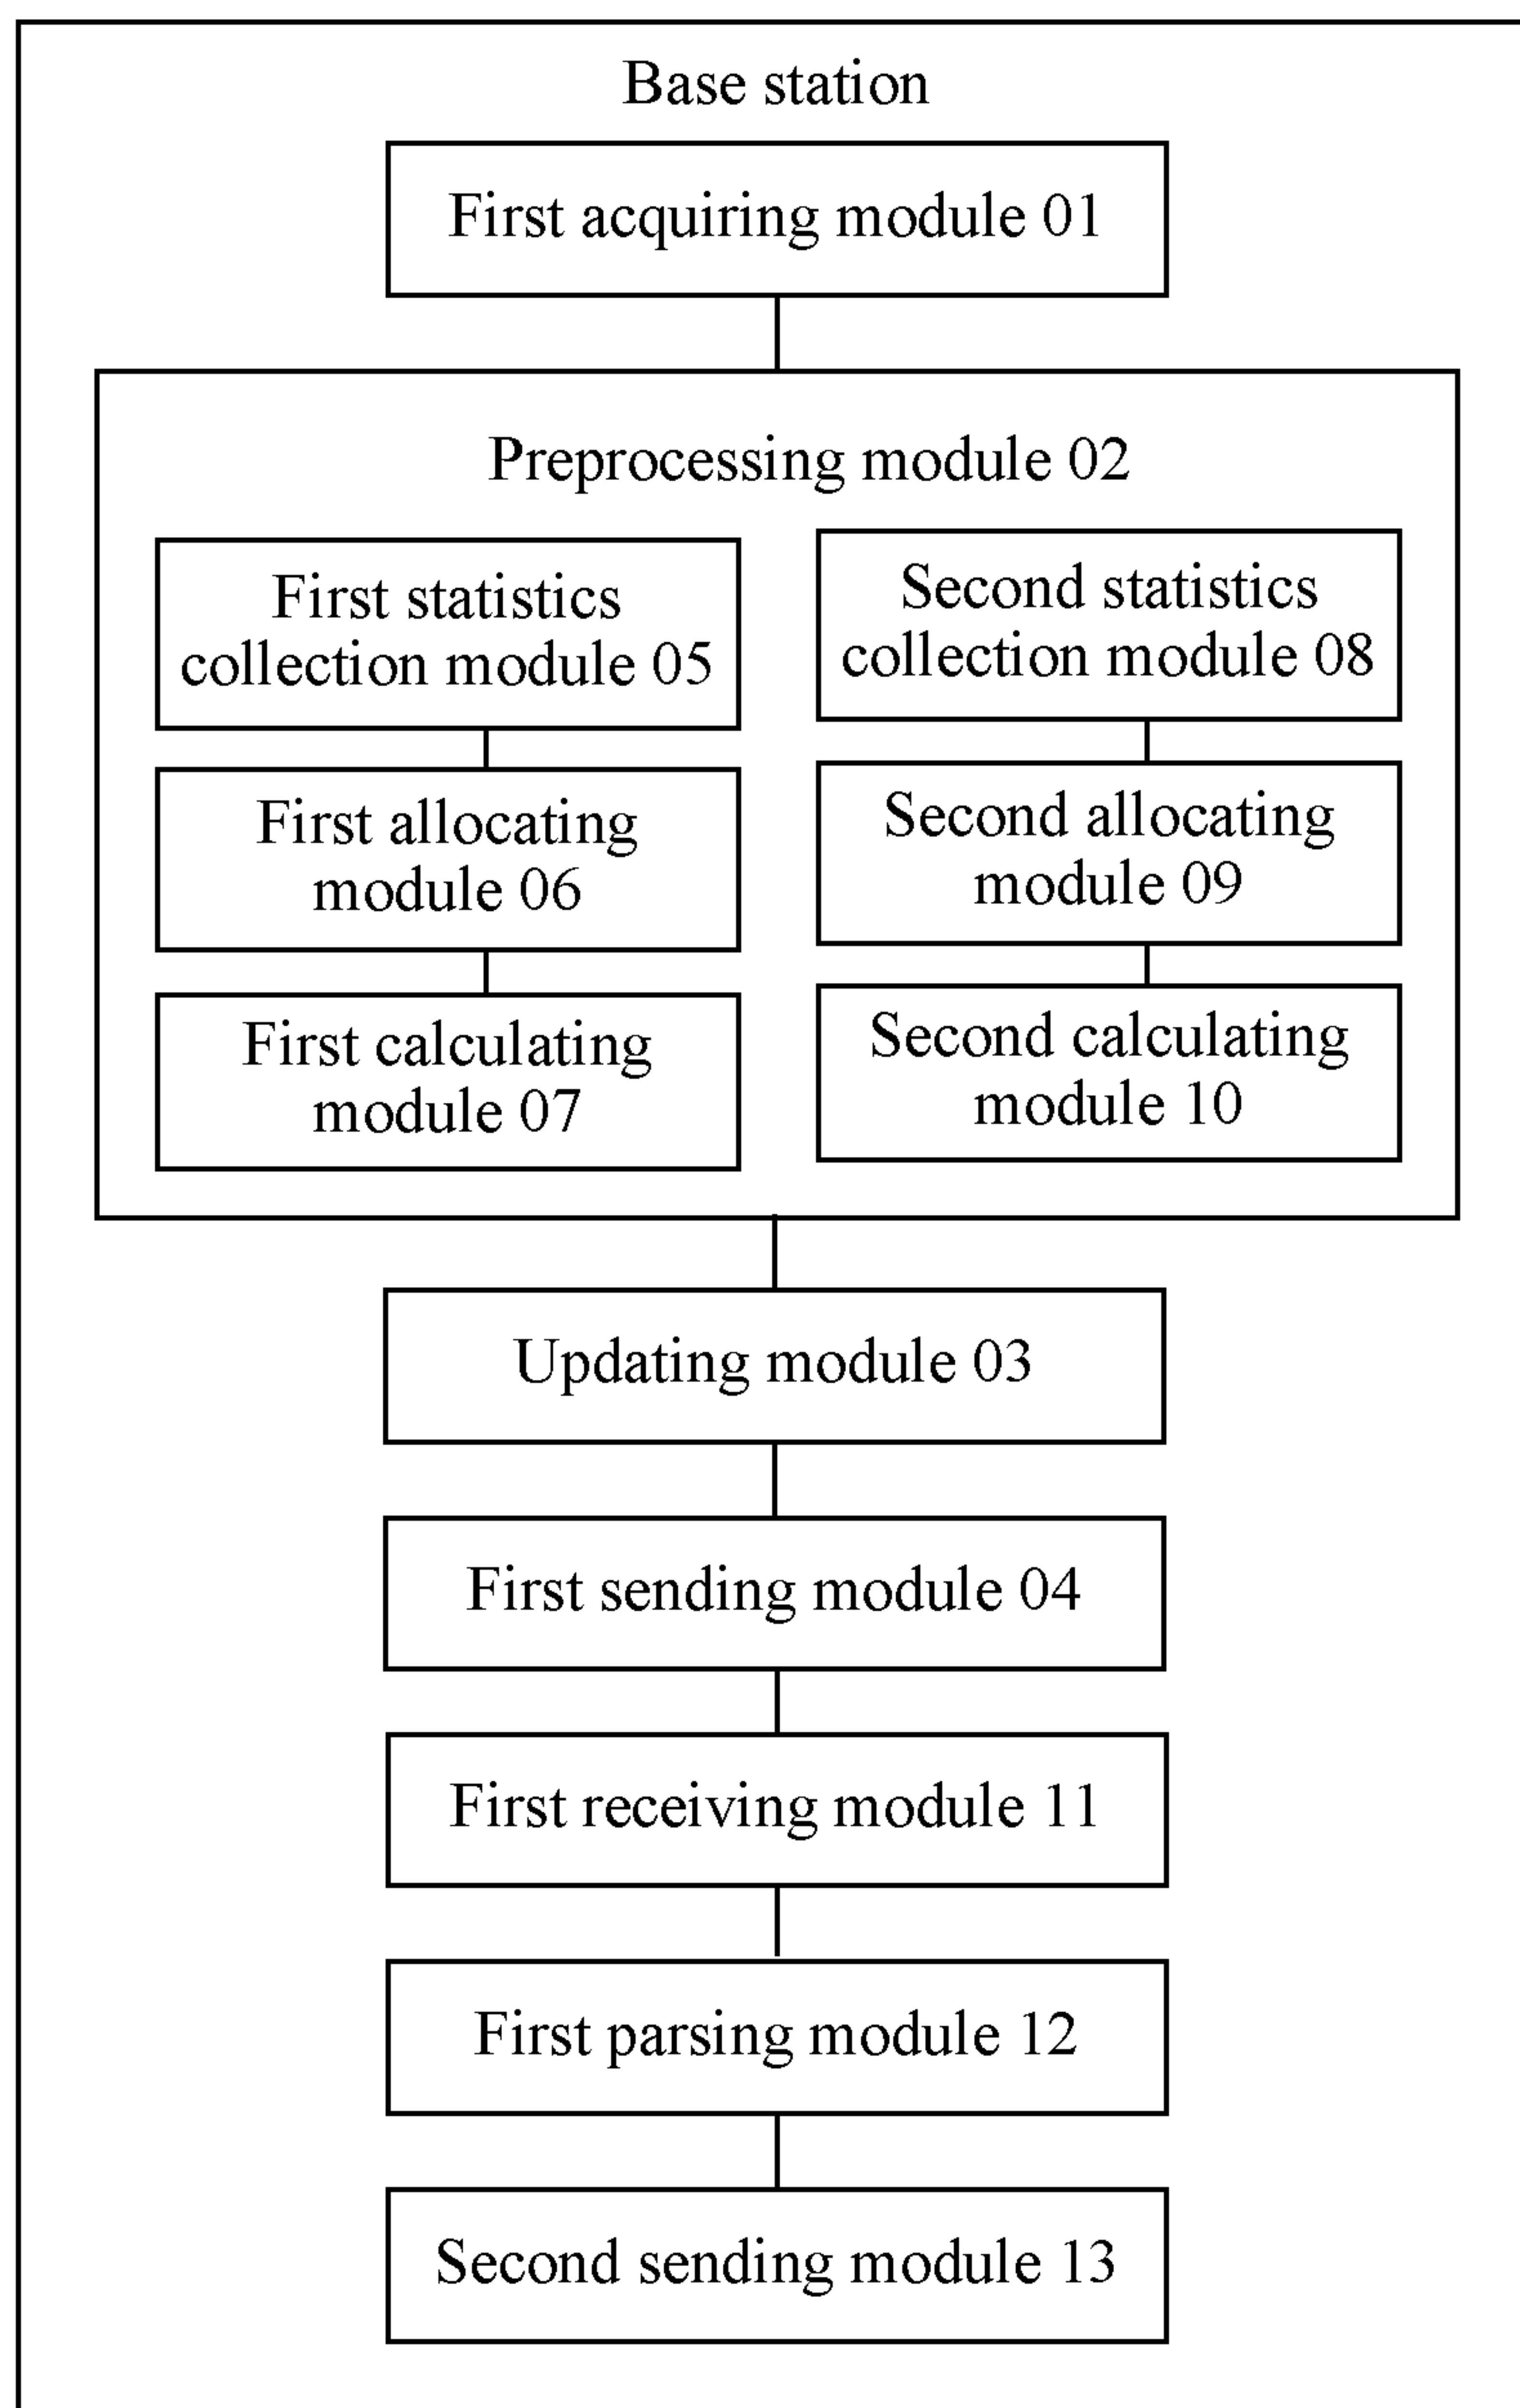 Base station
First acquiring module 01
Preprocessing module 02
First statistics
collection module 05
First allocating
module 06
First calculating
module 07
Second statistics
collection module 08
Second allocating
module 09
Second calculating
module 10
Updating module 03
First sending module 04
First receiving module 11
First parsing module 12
Second sending module 13